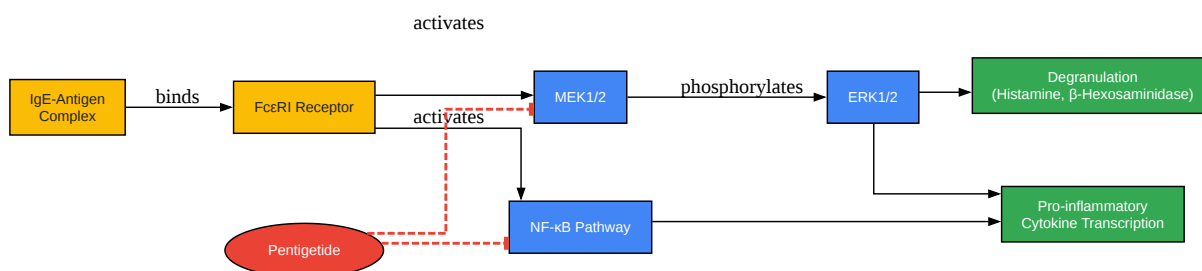 activates
IgE-Antigen
Complex
binds
FcεRI Receptor
activates
MEK1/2
phosphorylates
ERK1/2
Degranulation
(Histamine, β-Hexosaminidase)
Pentigetide
NF-κB Pathway
Pro-inflammatory
Cytokine Transcription